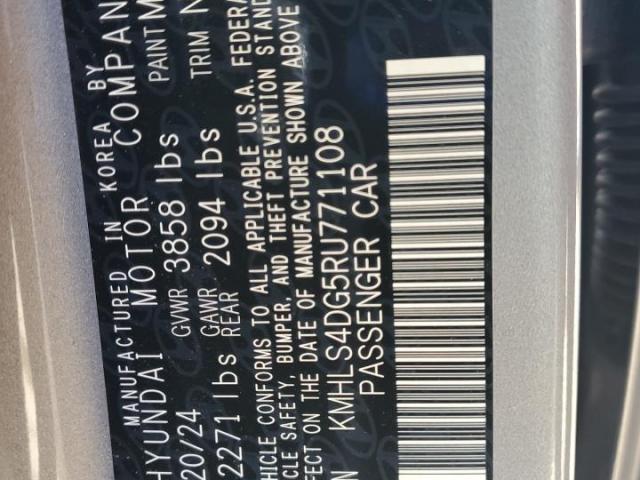 MANUFACTURED IN KOREA BY
HYUNDAI MOTOR COMPAN
20/24 GVWR 3858 lbs PAINT M
2271 lbs GAWR REAR 2094 lbs TRIM N
HICLE CONFORMS TO ALL APPLICABLE U.S.A. FEDERA
CLE SAFETY, BUMPER, AND THEFT PREVENTION STAND
FECT ON THE DATE OF MANUFACTURE SHOWN ABOVE
N KMHLS4DG5RU771108
PASSENGER CAR